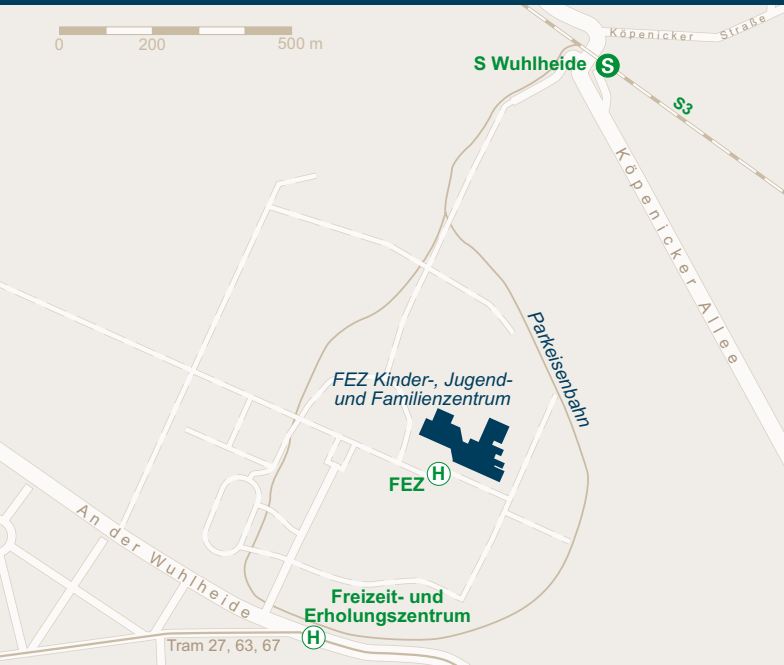 Köpenicker Straße
0 200 500 m
S Wuhlheide S
S3
Köpenicker Allee
Parkeisenbahn
FEZ Kinder-, Jugend-
und Familienzentrum
FEZ H
An der Wuhlheide
Freizeit- und
Erholungszentrum
H
Tram 27, 63, 67